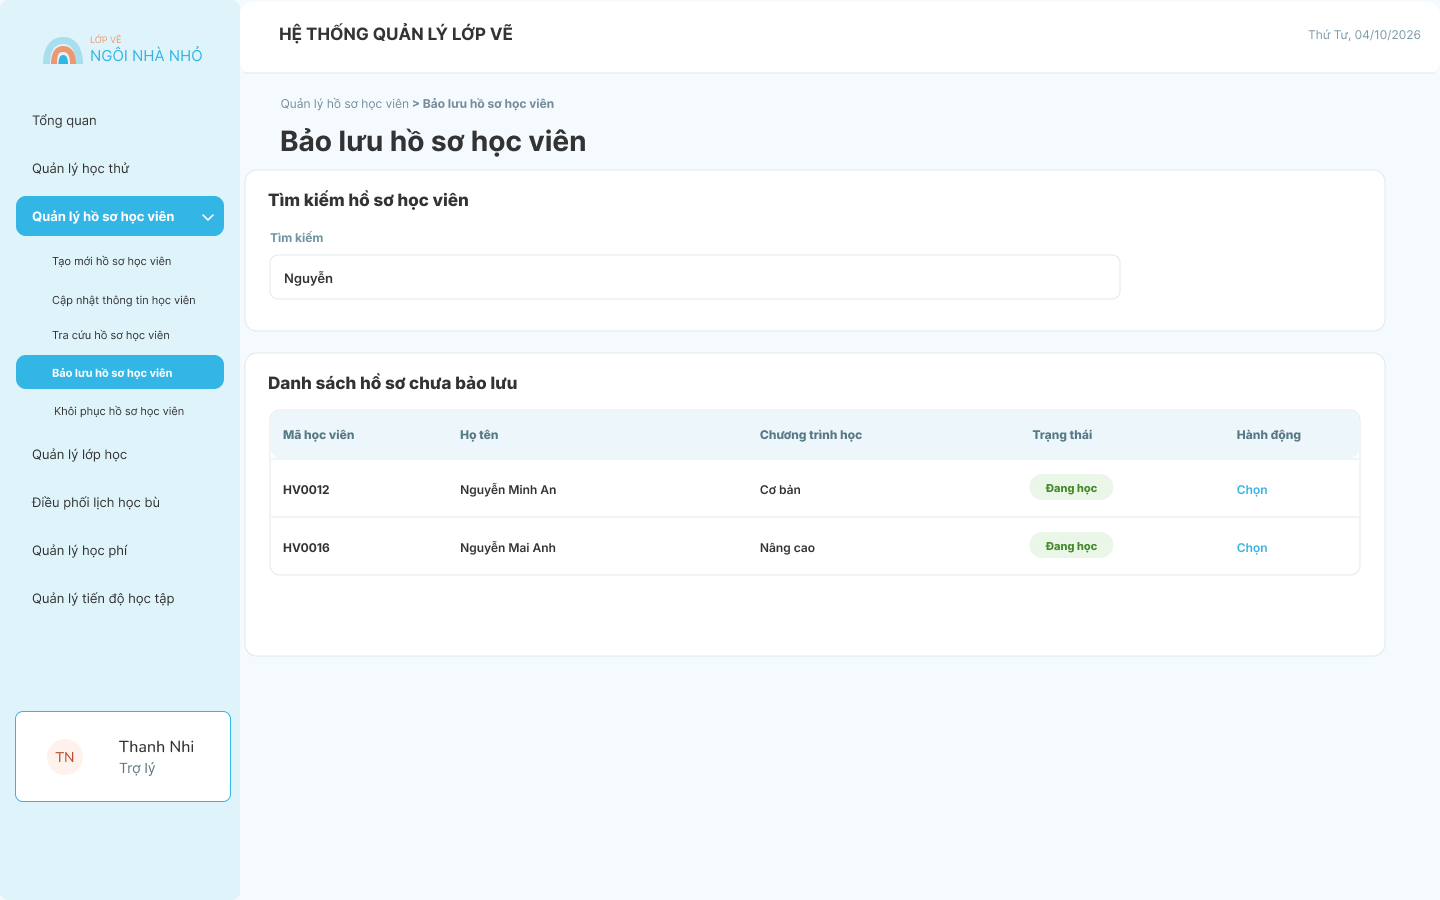 LỚP VẼ
NGÔI NHÀ NHỎ
HỆ THỐNG QUẢN LÝ LỚP VẼ
Thứ Tư, 04/10/2026
Tổng quan
Quản lý học thử
Quản lý hồ sơ học viên
Tạo mới hồ sơ học viên
Cập nhật thông tin học viên
Tra cứu hồ sơ học viên
Bảo lưu hồ sơ học viên
Khôi phục hồ sơ học viên
Quản lý lớp học
Điều phối lịch học bù
Quản lý học phí
Quản lý tiến độ học tập
TN
Thanh Nhi
Trợ lý
Quản lý hồ sơ học viên > Bảo lưu hồ sơ học viên
Bảo lưu hồ sơ học viên
Tìm kiếm hồ sơ học viên
Tìm kiếm
Nguyễn
Danh sách hồ sơ chưa bảo lưu
Mã học viên Họ tên Chương trình học Trạng thái Hành động
HV0012 Nguyễn Minh An Cơ bản Đang học Chọn
HV0016 Nguyễn Mai Anh Nâng cao Đang học Chọn